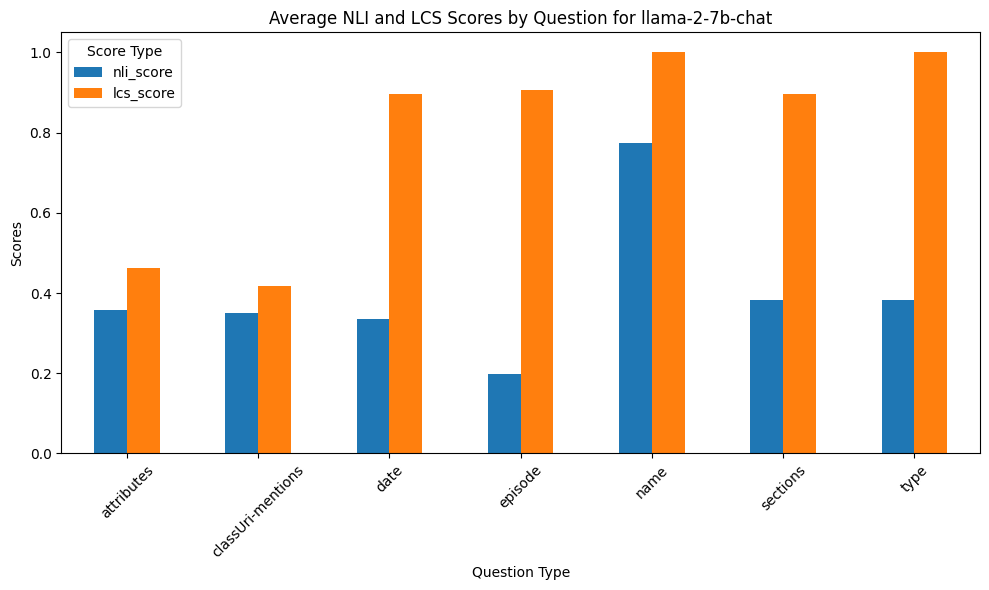 Average NLI and LCS Scores by Question for llama-2-7b-chat
Score Type
nli_score
lcs_score
Scores
1.0
0.8
0.6
0.4
0.2
0.0
attributes
classUri-mentions
date
episode
name
sections
type
Question Type